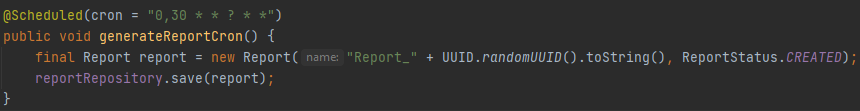 @Scheduled(cron = "0,30 * * ? * *")
public void generateReportCron() {
    final Report report = new Report( name: "Report_" + UUID.randomUUID().toString(), ReportStatus.CREATED);
    reportRepository.save(report);
}